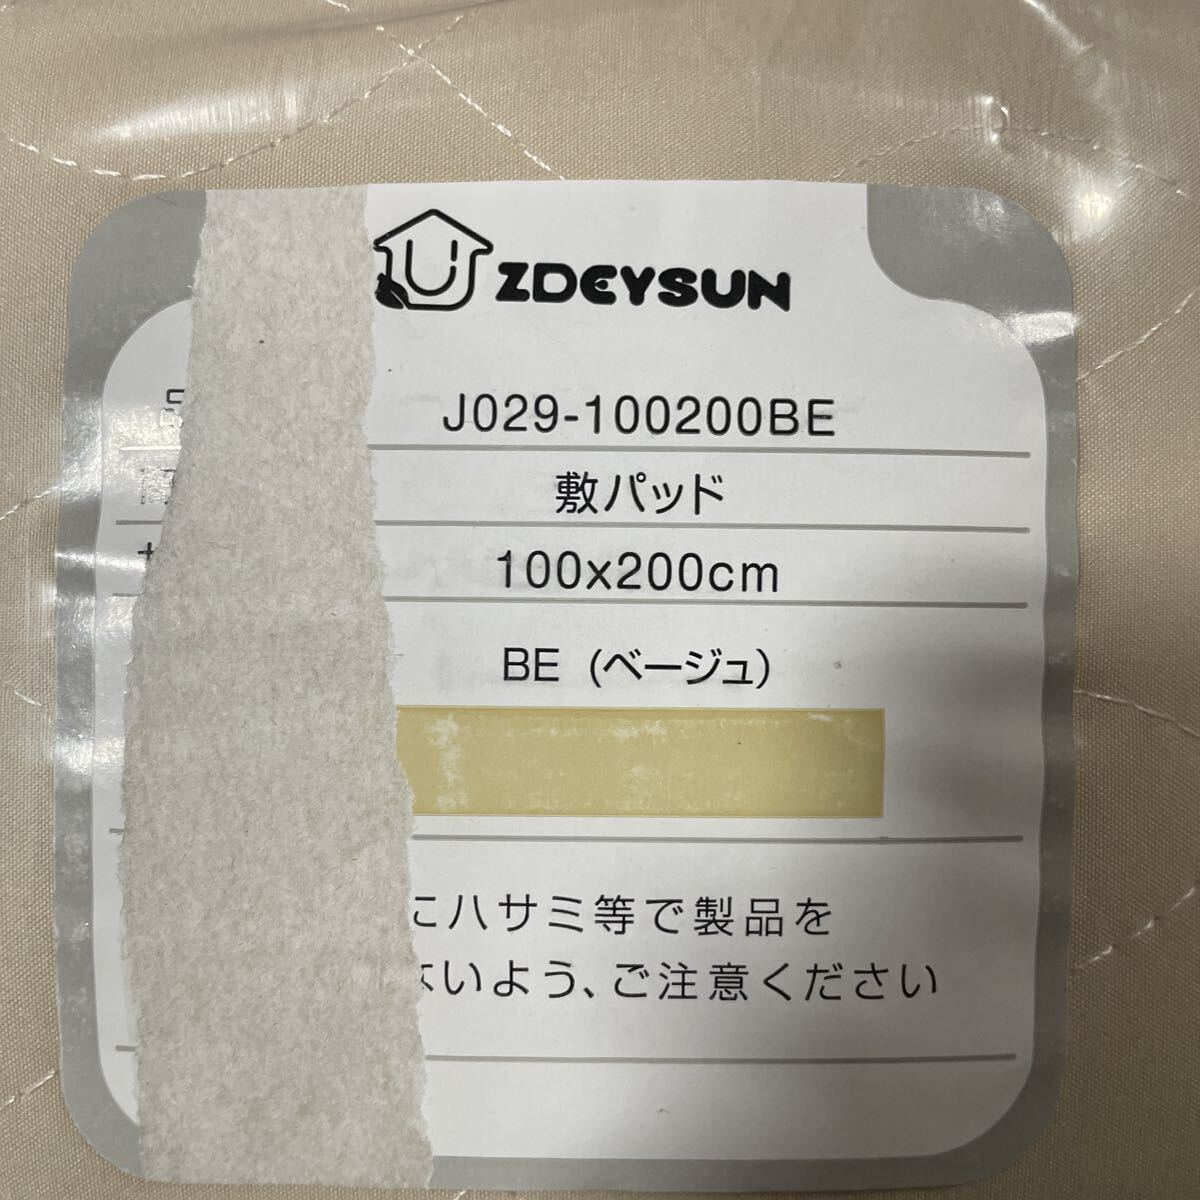 ZDEYSUN
J029-100200BE
敷パッド
100x200cm
BE (ベージュ)
にハサミ等で製品を
ないよう、ご注意ください